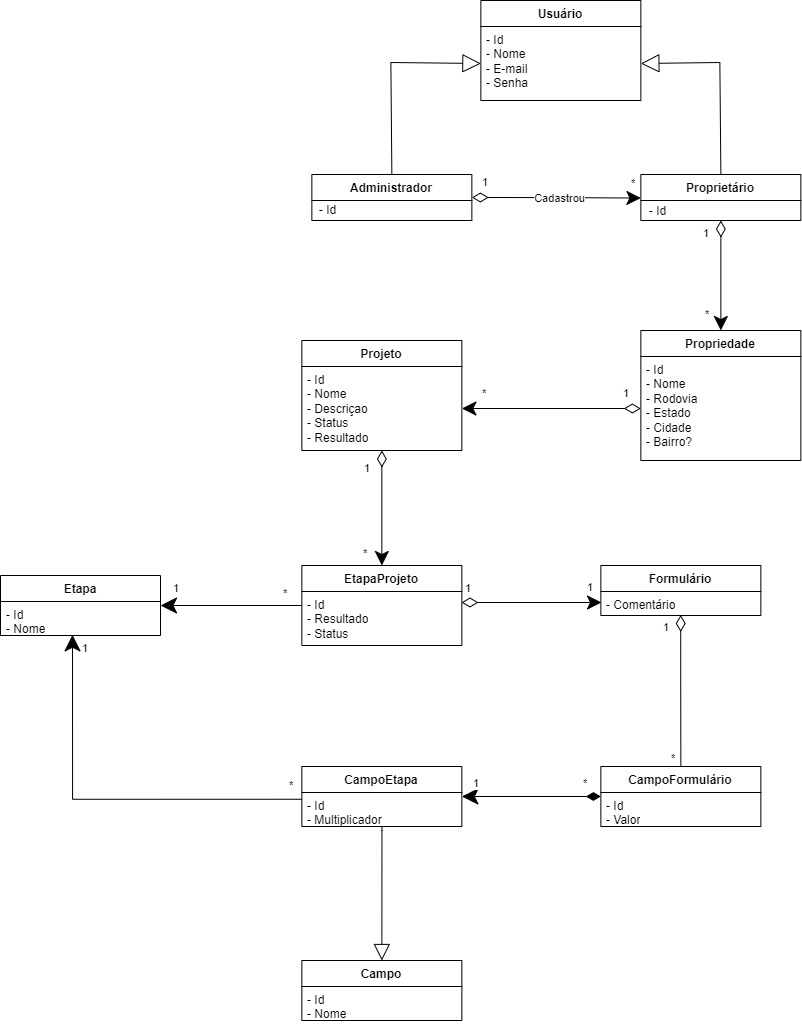 Usuário
- Id
- Nome
- E-mail
- Senha
Administrador
- Id
1
Cadastrou
*
Proprietário
- Id
1
*
Propriedade
- Id
- Nome
- Rodovia
- Estado
- Cidade
- Bairro?
1
*
Projeto
- Id
- Nome
- Descriçao
- Status
- Resultado
1
*
Etapa
- Id
- Nome
1
*
EtapaProjeto
- Id
- Resultado
- Status
1
1
Formulário
- Comentário
1
*
1
*
CampoEtapa
- Id
- Multiplicador
1
*
CampoFormulário
- Id
- Valor
Campo
- Id
- Nome